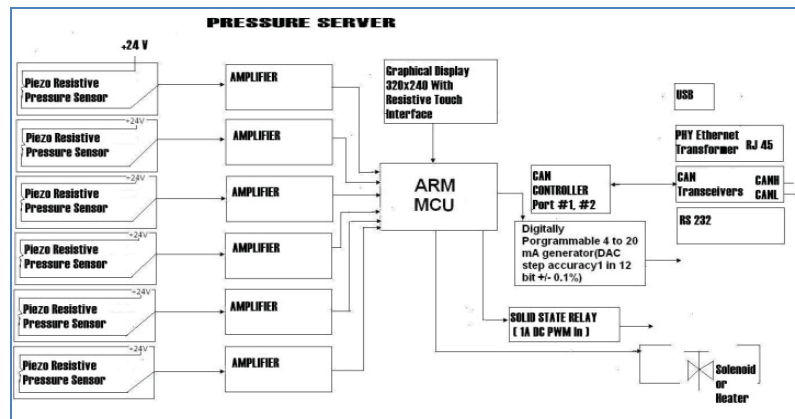 PRESSURE SERVER
+24 V
Piezo Resistive
Pressure Sensor
AMPLIFIER
+24V
Piezo Resistive
Pressure Sensor
AMPLIFIER
+24V
Piezo Resistive
Pressure Sensor
AMPLIFIER
+24V
Piezo Resistive
Pressure Sensor
AMPLIFIER
+24V
Piezo Resistive
Pressure Sensor
AMPLIFIER
+24V
Piezo Resistive
Pressure Sensor
AMPLIFIER
Graphical Display
320x240 With
Resistive Touch
Interface
ARM
MCU
CAN
CONTROLLER
Port #1, #2
Digitally
Porgrammable 4 to 20
mA generator(DAC
step accuracy1 in 12
bit +/- 0.1%)
SOLID STATE RELAY
( 1A DC PWM In )
USB
PHY Ethernet
Transformer RJ 45
CAN
Transceivers
CANH
CANL
RS 232
Solenoid
or
Heater